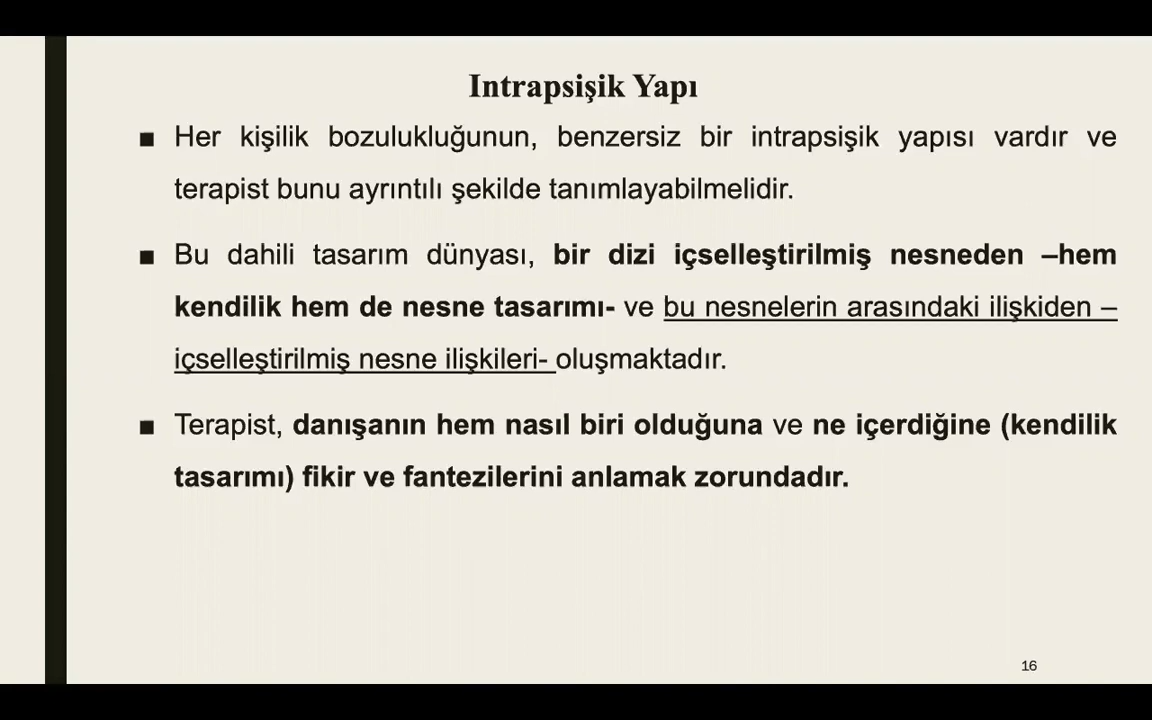 Intrapsişik Yapı
■ Her kişilik bozulukluğunun, benzersiz bir intrapsişik yapısı vardır ve
terapist bunu ayrıntılı şekilde tanımlayabilmelidir.
■ Bu dahili tasarım dünyası, bir dizi içselleştirilmiş nesneden –hem
kendilik hem de nesne tasarımı- ve bu nesnelerin arasındaki ilişkiden –
içselleştirilmiş nesne ilişkileri- oluşmaktadır.
■ Terapist, danışanın hem nasıl biri olduğuna ve ne içerdiğine (kendilik
tasarımı) fikir ve fantezilerini anlamak zorundadır.
16